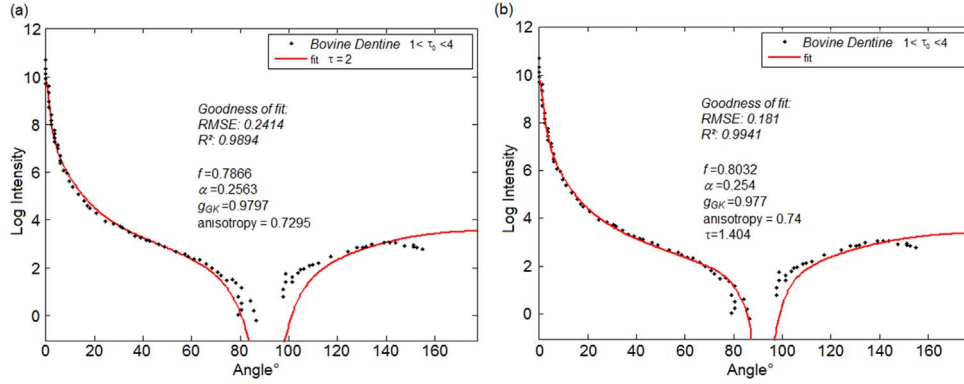 (a)
12
10
8
6
4
2
0
Log Intensity
Bovine Dentine 1< τ₀ <4
fit τ = 2
Goodness of fit:
RMSE: 0.2414
R²: 0.9894
f=0.7866
α=0.2563
gGK=0.9797
anisotropy = 0.7295
0 20 40 60 80 100 120 140 160
Angle°
(b)
12
10
8
6
4
2
0
Log Intensity
Bovine Dentine 1< τ₀ <4
fit
Goodness of fit:
RMSE: 0.181
R²: 0.9941
f=0.8032
α=0.254
gGK=0.977
anisotropy = 0.74
τ=1.404
0 20 40 60 80 100 120 140 160
Angle°